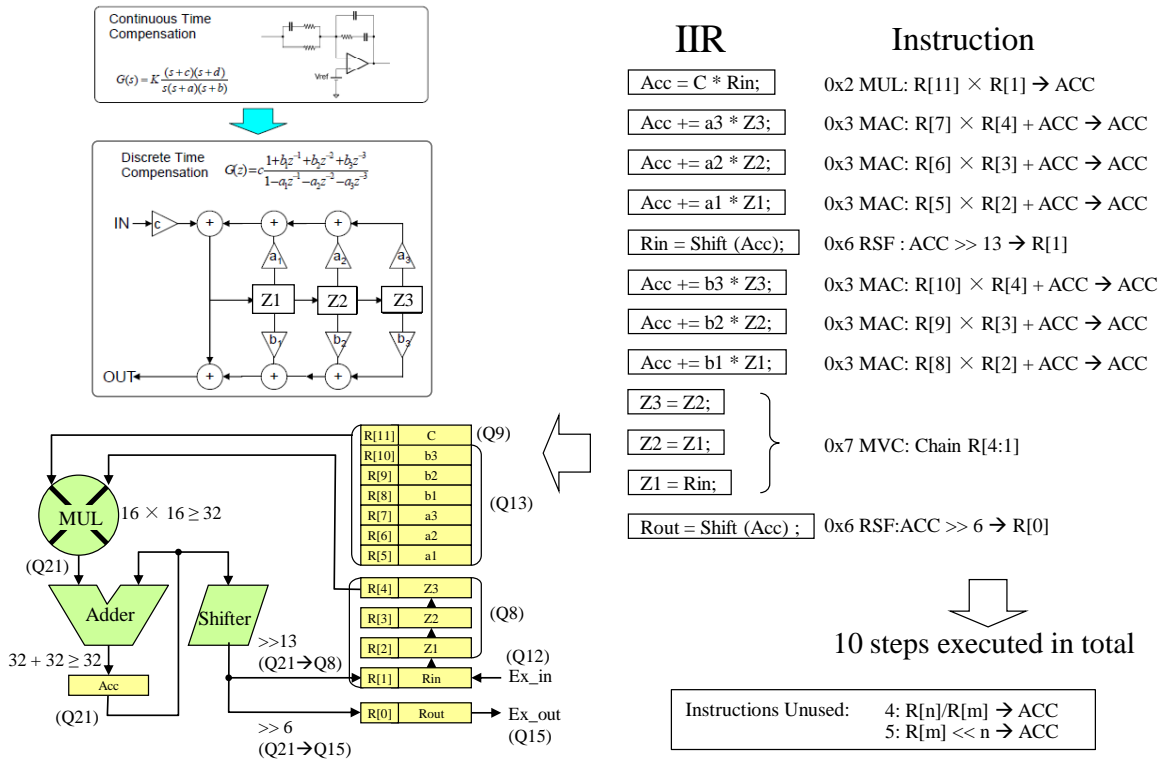 Continuous Time
Compensation
G(s) = K (s+c)(s+d) / s(s+a)(s+b)
Vref
Discrete Time
Compensation
G(z) = c 1+b₁z⁻¹+b₂z⁻²+b₃z⁻³ / 1−a₁z⁻¹−a₂z⁻²−a₃z⁻³
IN
c
+
+
+
a₁
a₂
a₃
Z1
Z2
Z3
b₁
b₂
b₃
OUT
+
+
+
IIR
Instruction
Acc = C * Rin;
0x2 MUL: R[11] × R[1] → ACC
Acc += a3 * Z3;
0x3 MAC: R[7] × R[4] + ACC → ACC
Acc += a2 * Z2;
0x3 MAC: R[6] × R[3] + ACC → ACC
Acc += a1 * Z1;
0x3 MAC: R[5] × R[2] + ACC → ACC
Rin = Shift (Acc);
0x6 RSF : ACC >> 13 → R[1]
Acc += b3 * Z3;
0x3 MAC: R[10] × R[4] + ACC → ACC
Acc += b2 * Z2;
0x3 MAC: R[9] × R[3] + ACC → ACC
Acc += b1 * Z1;
0x3 MAC: R[8] × R[2] + ACC → ACC
Z3 = Z2;
Z2 = Z1;
0x7 MVC: Chain R[4:1]
Z1 = Rin;
Rout = Shift (Acc) ;
0x6 RSF:ACC >> 6 → R[0]
10 steps executed in total
Instructions Unused: 4: R[n]/R[m] → ACC
5: R[m] << n → ACC
R[11] C
(Q9)
R[10] b3
R[9] b2
R[8] b1
(Q13)
R[7] a3
R[6] a2
R[5] a1
MUL
16 × 16 ≥ 32
(Q21)
Adder
Shifter
R[4] Z3
R[3] Z2
(Q8)
R[2] Z1
32 + 32 ≥ 32
>>13
(Q21→Q8)
(Q12)
Acc
R[1] Rin
Ex_in
(Q21)
R[0] Rout
Ex_out
>> 6
(Q21→Q15)
(Q15)